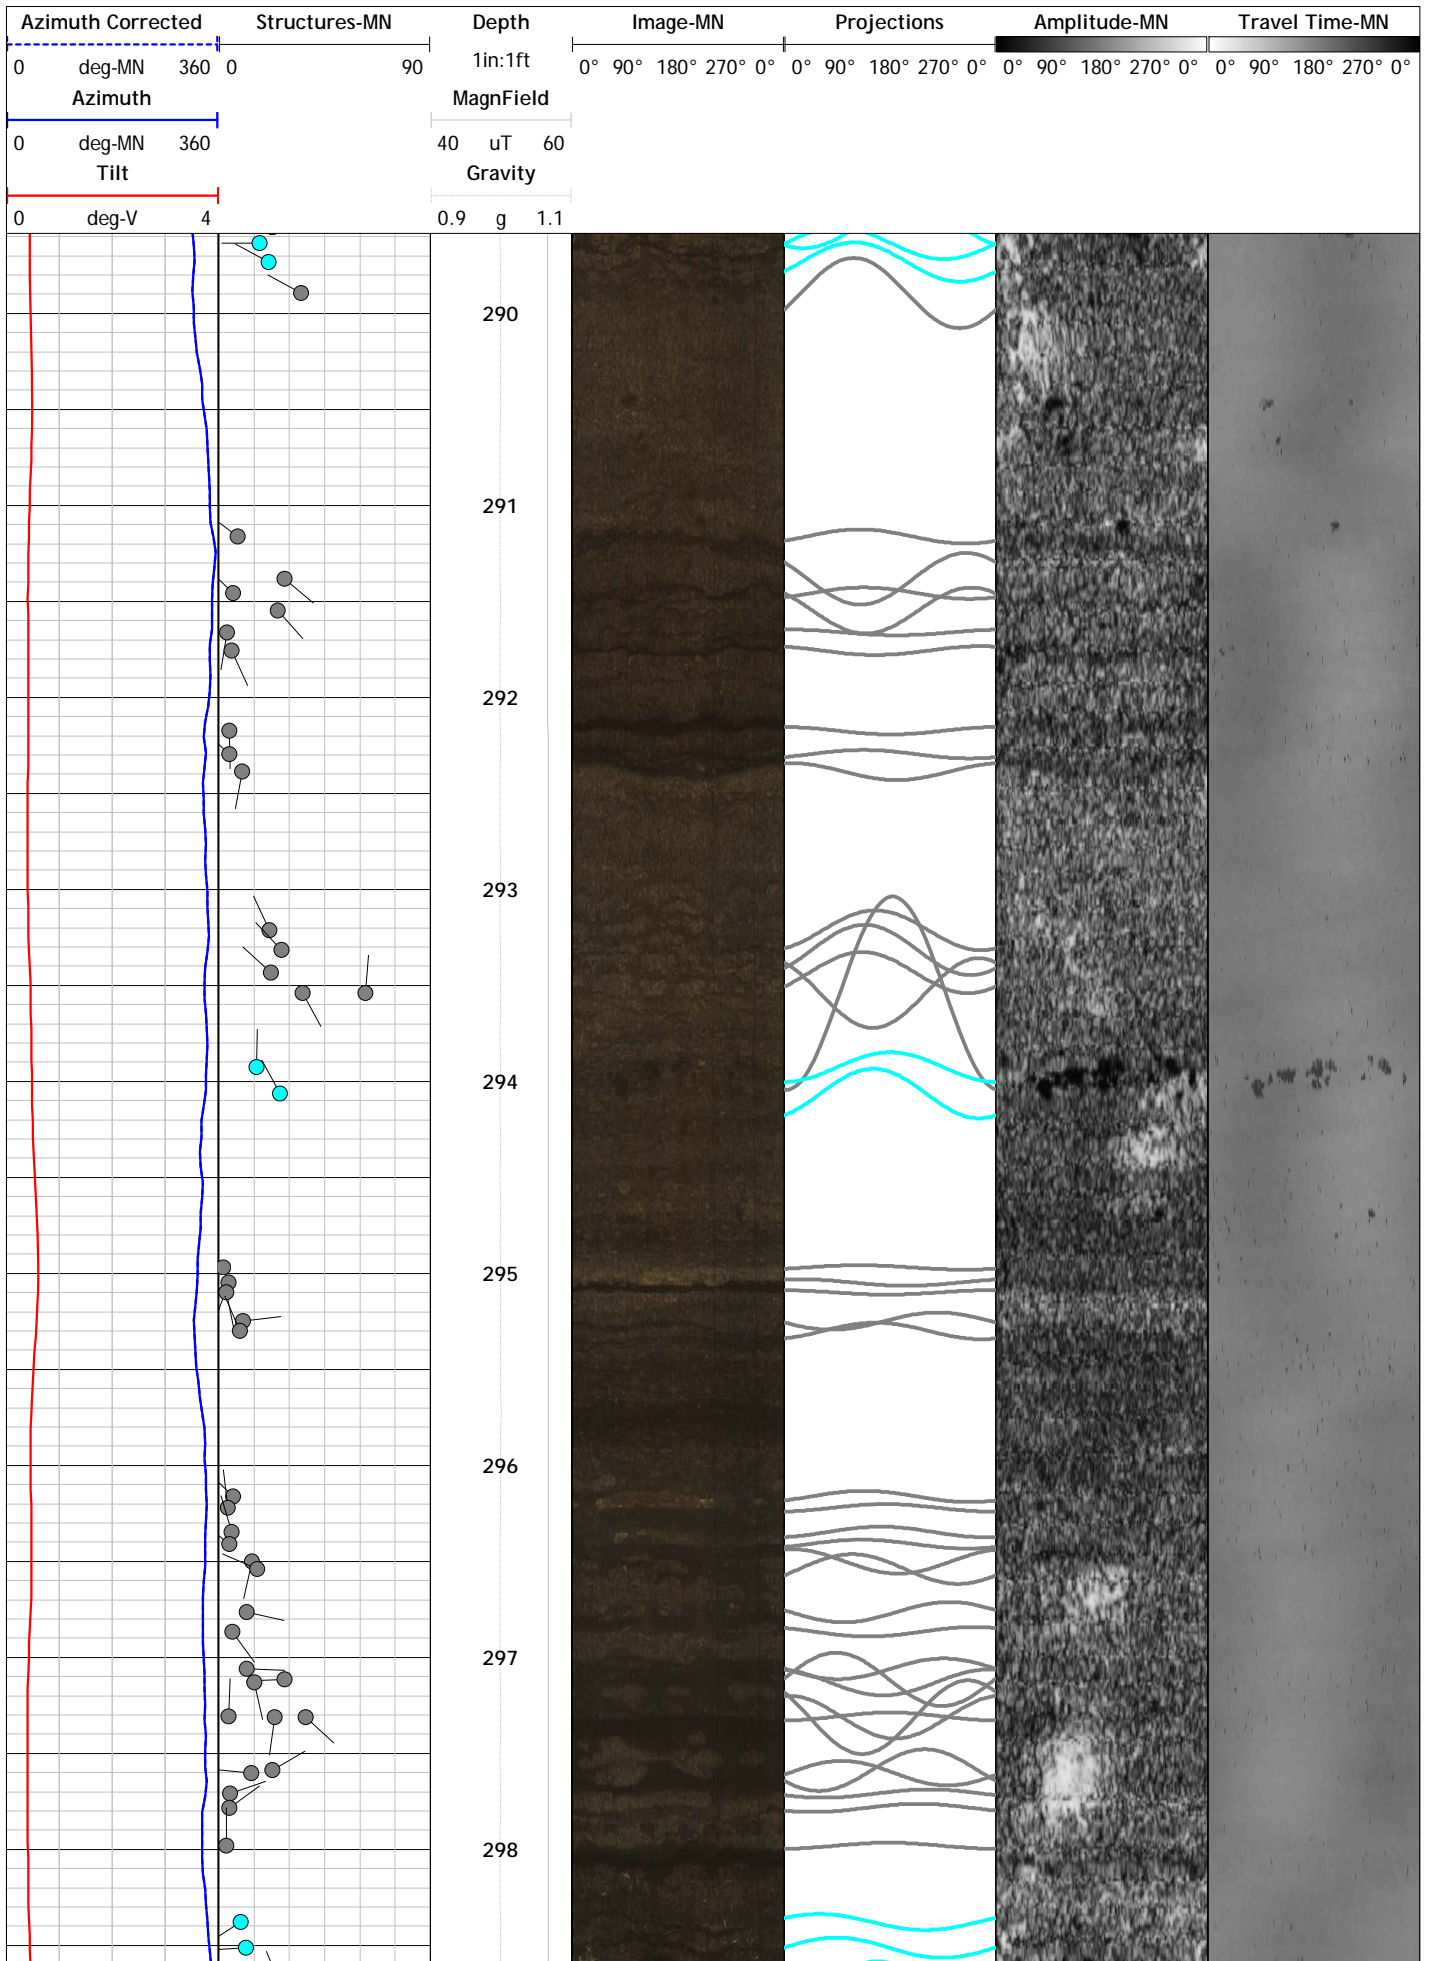 Azimuth Corrected Structures-MN Depth Image-MN Projections Amplitude-MN Travel Time-MN
0 deg-MN 360 0 90 1in:1ft 0° 90° 180° 270° 0° 0° 90° 180° 270° 0° 0° 90° 180° 270° 0° 0° 90° 180° 270° 0°
Azimuth MagnField
0 deg-MN 360 40 uT 60
Tilt Gravity
0 deg-V 4 0.9 g 1.1
290
291
292
293
294
295
296
297
298